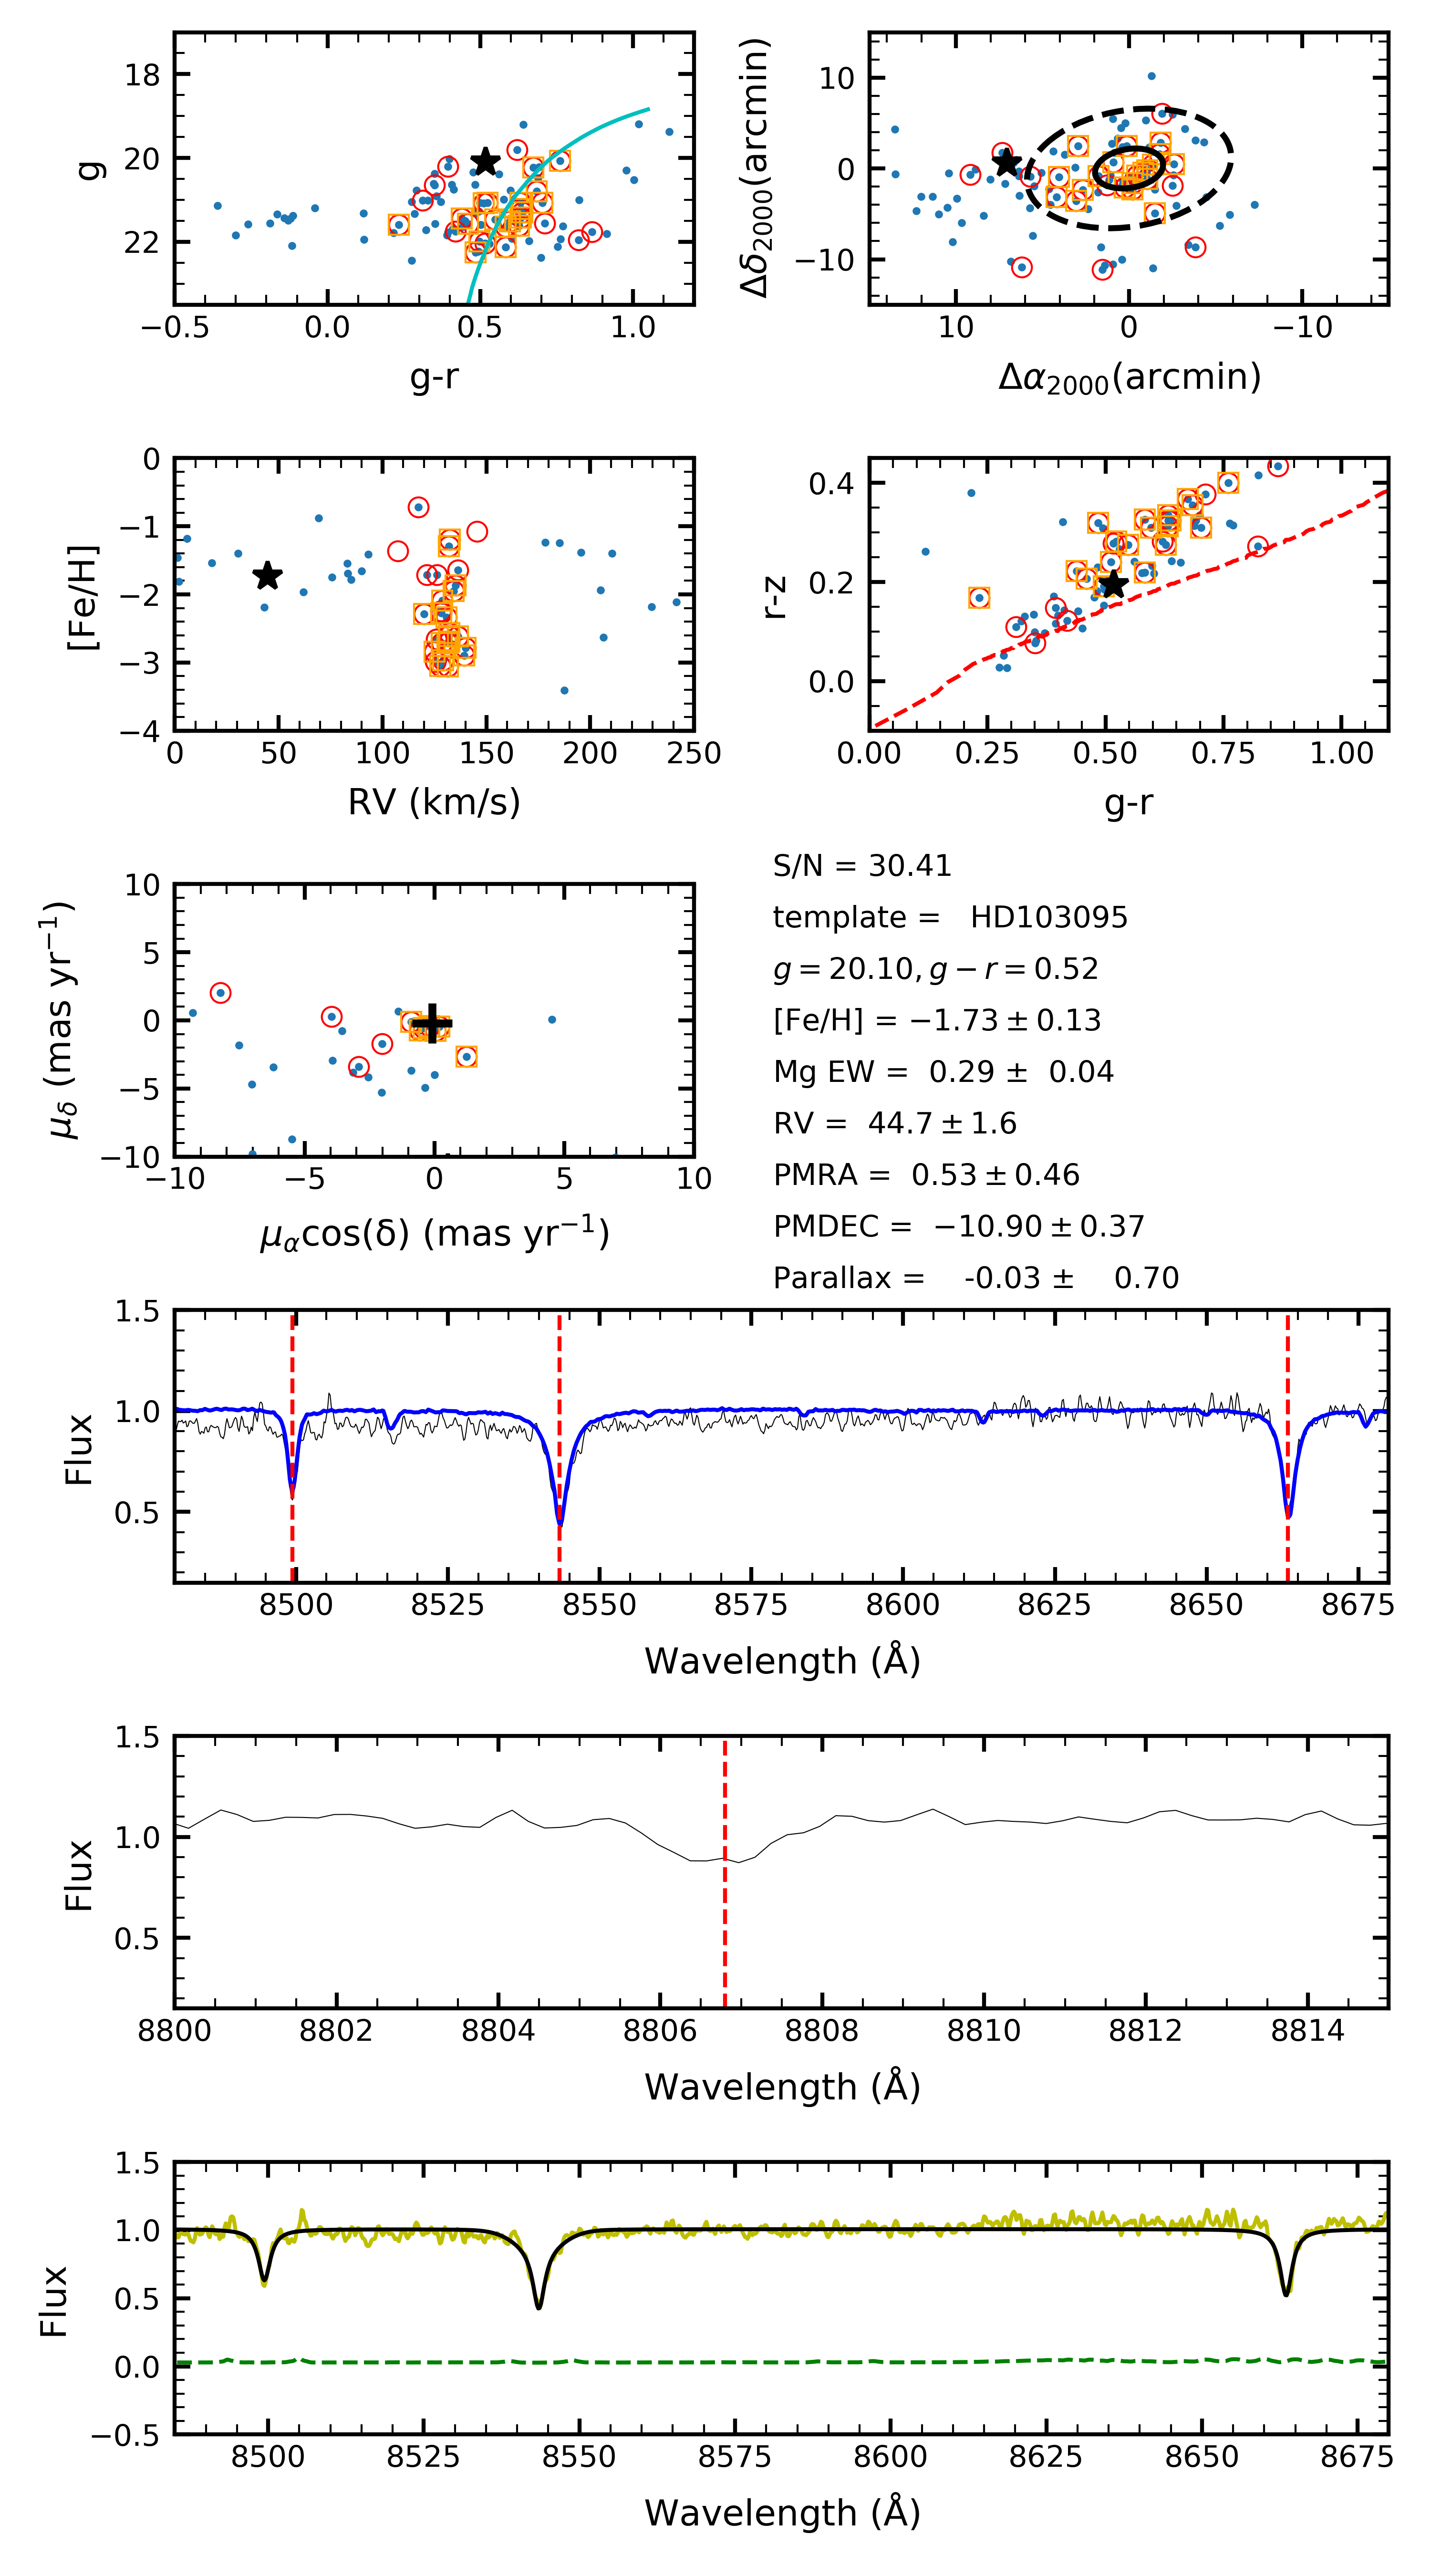 18
20
22
g
−0.5 0.0 0.5 1.0
g-r
10
0
−10
Δδ2000(arcmin)
10 0 −10
Δα2000(arcmin)
0
−1
−2
−3
−4
[Fe/H]
0 50 100 150 200 250
RV (km/s)
0.4
0.2
0.0
r-z
0.00 0.25 0.50 0.75 1.00
g-r
10
5
0
−5
−10
μδ (mas yr−1)
−10 −5 0 5 10
μαcos(δ) (mas yr−1)
S/N = 30.41
template = HD103095
g = 20.10, g − r = 0.52
[Fe/H] = −1.73 ± 0.13
Mg EW = 0.29 ± 0.04
RV = 44.7 ± 1.6
PMRA = 0.53 ± 0.46
PMDEC = −10.90 ± 0.37
Parallax = -0.03 ± 0.70
1.5
1.0
0.5
Flux
8500 8525 8550 8575 8600 8625 8650 8675
Wavelength (Å)
1.5
1.0
0.5
Flux
8800 8802 8804 8806 8808 8810 8812 8814
Wavelength (Å)
1.5
1.0
0.5
0.0
−0.5
Flux
8500 8525 8550 8575 8600 8625 8650 8675
Wavelength (Å)